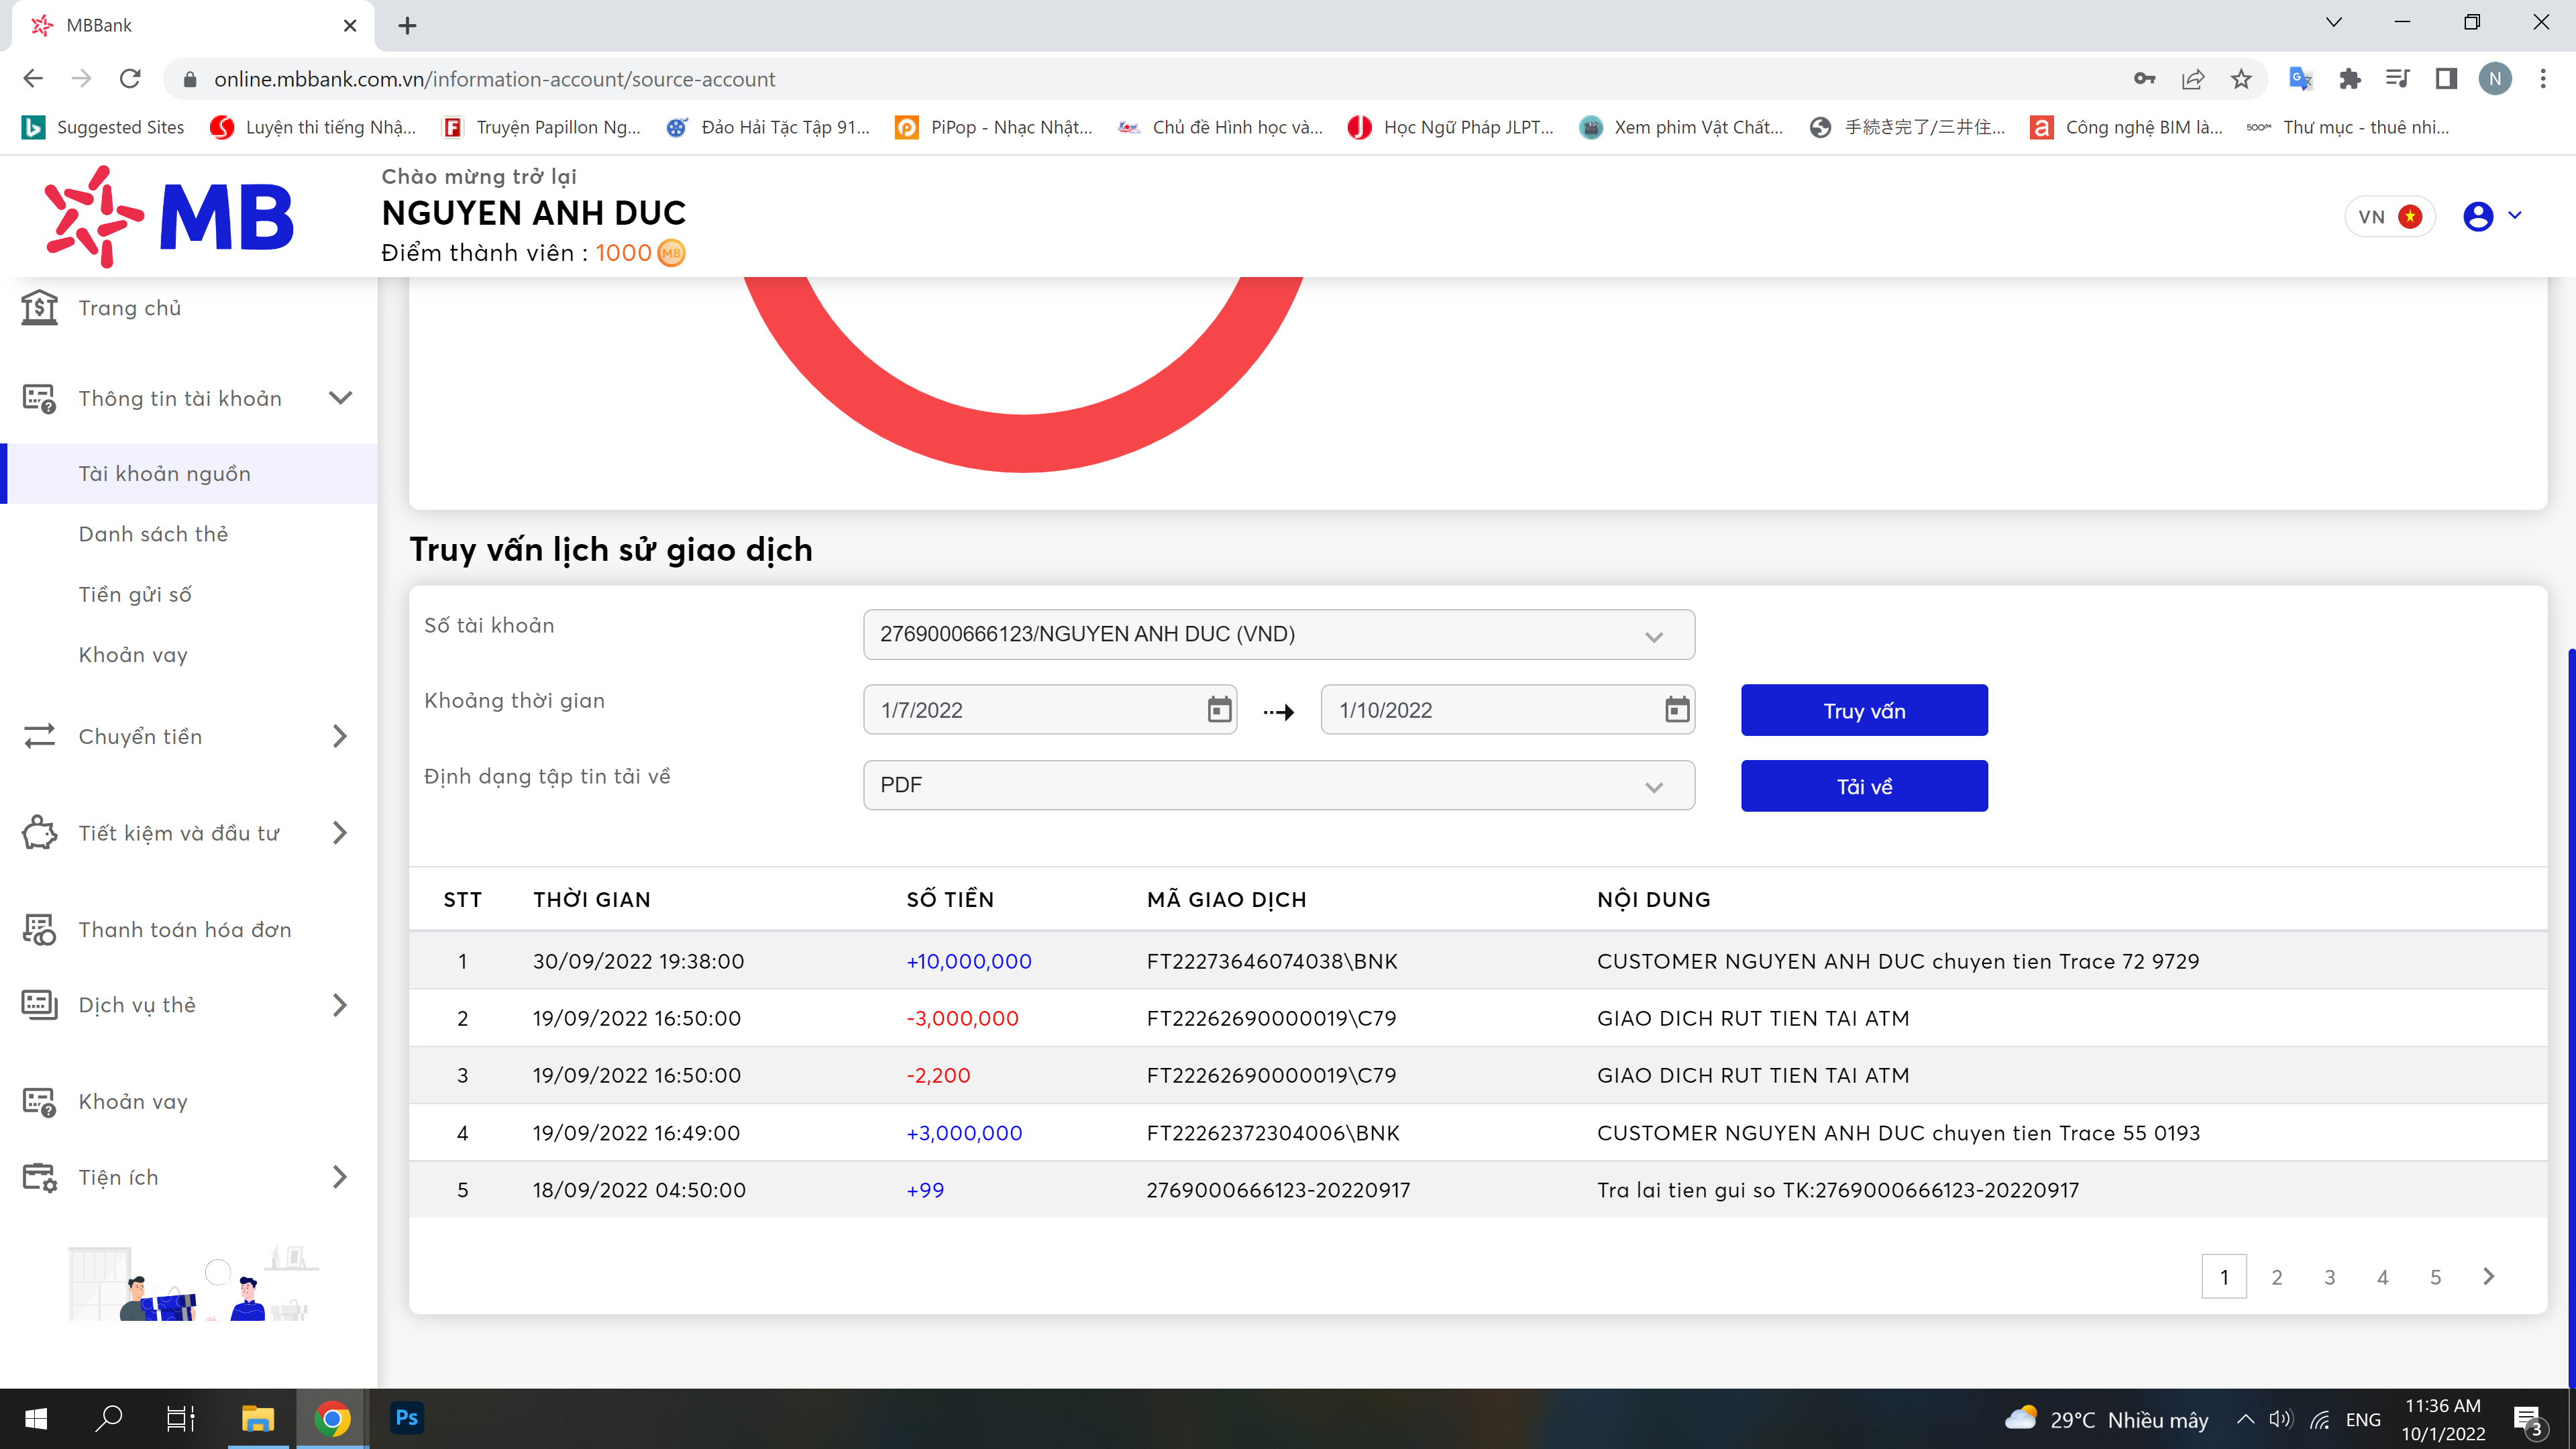 MBBank
online.mbbank.com.vn/information-account/source-account
N
Suggested Sites
Luyện thi tiếng Nhậ...
Truyện Papillon Ng...
Đảo Hải Tặc Tập 91...
PiPop - Nhạc Nhật...
Chủ đề Hình học và...
Học Ngữ Pháp JLPT...
Xem phim Vật Chất...
手続き完了/三井住...
Công nghệ BIM là...
Thư mục - thuê nhi...
MB
Chào mừng trở lại
NGUYEN ANH DUC
Điểm thành viên : 1000 MB
VN
Trang chủ
Thông tin tài khoản
Tài khoản nguồn
Danh sách thẻ
Tiền gửi số
Khoản vay
Chuyển tiền
Tiết kiệm và đầu tư
Thanh toán hóa đơn
Dịch vụ thẻ
Khoản vay
Tiện ích
Truy vấn lịch sử giao dịch
Số tài khoản 2769000666123/NGUYEN ANH DUC (VND)
Khoảng thời gian 1/7/2022 1/10/2022 Truy vấn
Định dạng tập tin tải về PDF Tải về
STT THỜI GIAN SỐ TIỀN MÃ GIAO DỊCH NỘI DUNG
1 30/09/2022 19:38:00 +10,000,000 FT22273646074038\BNK CUSTOMER NGUYEN ANH DUC chuyen tien Trace 72 9729
2 19/09/2022 16:50:00 -3,000,000 FT22262690000019\C79 GIAO DICH RUT TIEN TAI ATM
3 19/09/2022 16:50:00 -2,200 FT22262690000019\C79 GIAO DICH RUT TIEN TAI ATM
4 19/09/2022 16:49:00 +3,000,000 FT22262372304006\BNK CUSTOMER NGUYEN ANH DUC chuyen tien Trace 55 0193
5 18/09/2022 04:50:00 +99 2769000666123-20220917 Tra lai tien gui so TK:2769000666123-20220917
1 2 3 4 5
Ps
29°C Nhiều mây
ENG
11:36 AM
10/1/2022
3